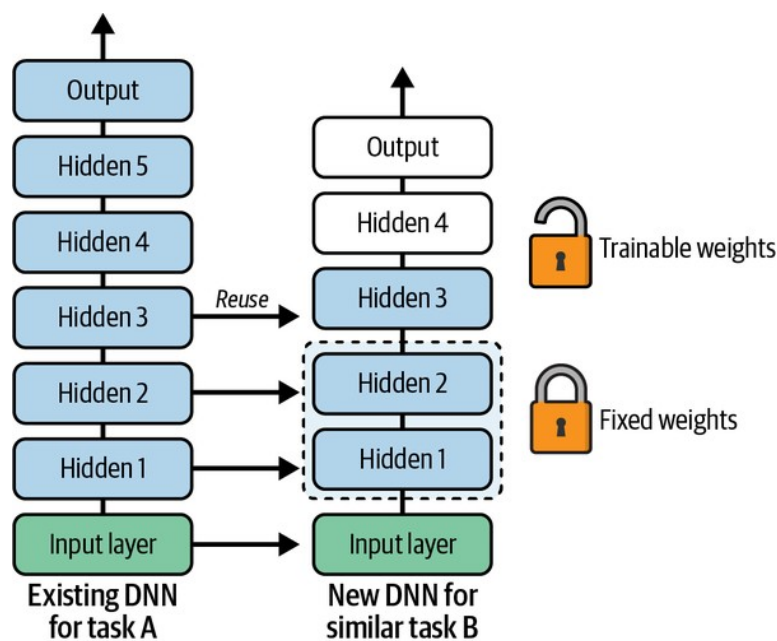 Output
Hidden 5
Hidden 4
Hidden 3
Hidden 2
Hidden 1
Input layer
Existing DNN
for task A
Reuse
Output
Hidden 4
Hidden 3
Hidden 2
Hidden 1
Input layer
New DNN for
similar task B
Trainable weights
Fixed weights